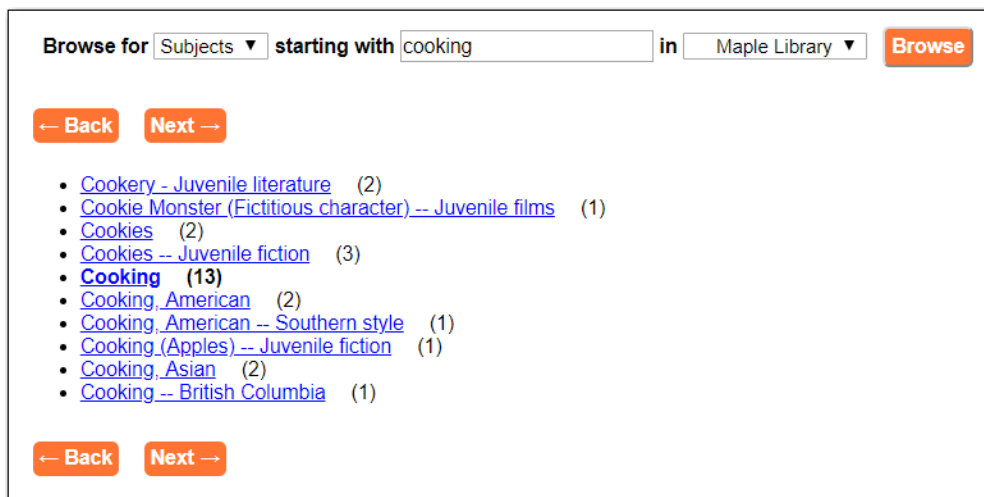 Browse for Subjects ▼ starting with cooking in Maple Library ▼ Browse
← Back Next →
• Cookery - Juvenile literature (2)
• Cookie Monster (Fictitious character) -- Juvenile films (1)
• Cookies (2)
• Cookies -- Juvenile fiction (3)
• Cooking (13)
• Cooking, American (2)
• Cooking, American -- Southern style (1)
• Cooking (Apples) -- Juvenile fiction (1)
• Cooking, Asian (2)
• Cooking -- British Columbia (1)
← Back Next →